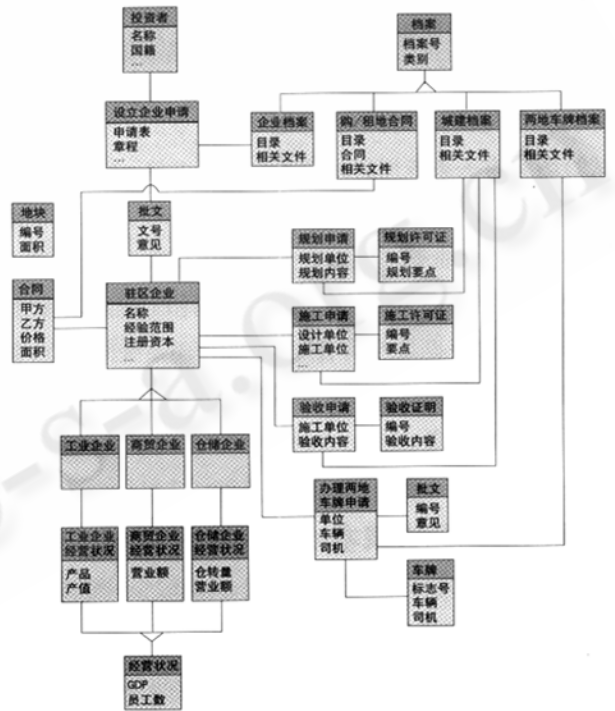 投资者
名称
国籍
...
档案
档案号
类别
设立企业申请
申请表
章程
...
企业档案
目录
相关文件
购/租地合同
目录
合同
相关文件
城建档案
目录
相关文件
两地车牌档案
目录
相关文件
地块
编号
面积
批文
文号
意见
合同
甲方
乙方
价格
面积
驻区企业
名称
经验范围
注册资本
...
规划申请
规划单位
规划内容
规划许可证
编号
规划要点
施工申请
设计单位
施工单位
...
施工许可证
编号
要点
验收申请
施工单位
验收内容
验收证明
编号
验收内容
工业企业
商贸企业
仓储企业
办理两地
车牌申请
单位
车辆
司机
批文
编号
意见
工业企业
经营状况
产品
产值
商贸企业
经营状况
营业额
仓储企业
经营状况
仓转量
营业额
车牌
标志号
车辆
司机
经营状况
GDP
员工数